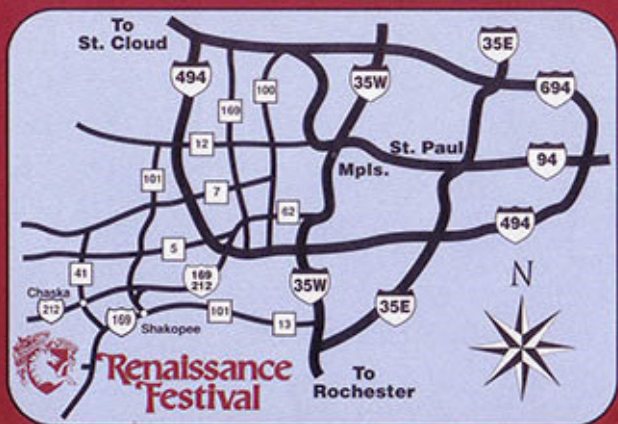 To
St. Cloud
35E
494
169
100
35W
694
12
St. Paul
94
101
Mpls.
7
62
494
5
N
41
169
212
35W
35E
Chaska
212
169
101
13
Shakopee
Renaissance
Festival
To
Rochester